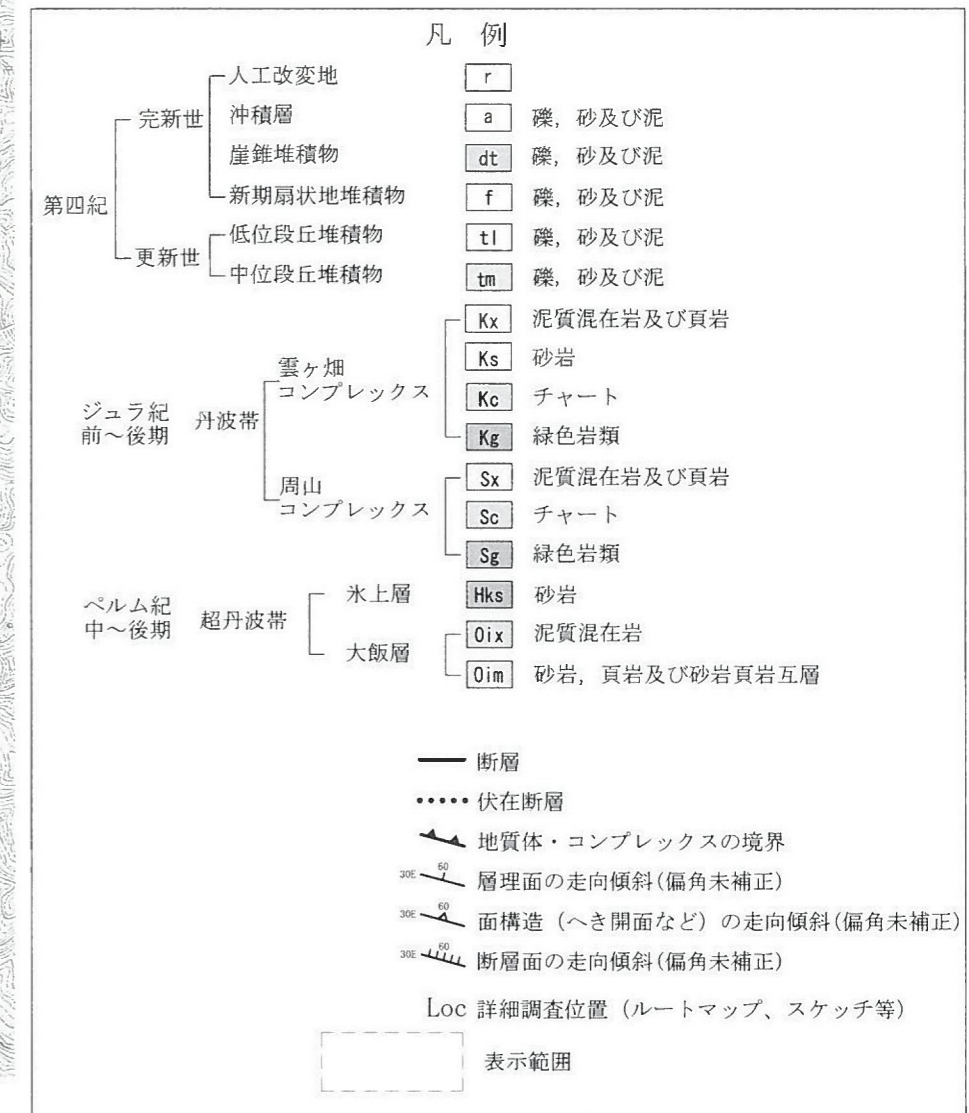 凡 例
人工改変地 r
完新世
沖積層 a 礫，砂及び泥
崖錐堆積物 dt 礫，砂及び泥
新期扇状地堆積物 f 礫，砂及び泥
第四紀
低位段丘堆積物 tl 礫，砂及び泥
更新世
中位段丘堆積物 tm 礫，砂及び泥
Kx 泥質混在岩及び頁岩
Ks 砂岩
雲ヶ畑
コンプレックス
Kc チャート
Kg 緑色岩類
ジュラ紀
前～後期
丹波帯
Sx 泥質混在岩及び頁岩
周山
コンプレックス
Sc チャート
Sg 緑色岩類
ペルム紀
中～後期
超丹波帯
氷上層 Hks 砂岩
大飯層
Oix 泥質混在岩
Oim 砂岩，頁岩及び砂岩頁岩互層
断層
伏在断層
地質体・コンプレックスの境界
30E 60 層理面の走向傾斜(偏角未補正)
30E 60 面構造（へき開面など）の走向傾斜(偏角未補正)
30E 60 断層面の走向傾斜(偏角未補正)
Loc 詳細調査位置（ルートマップ、スケッチ等）
表示範囲